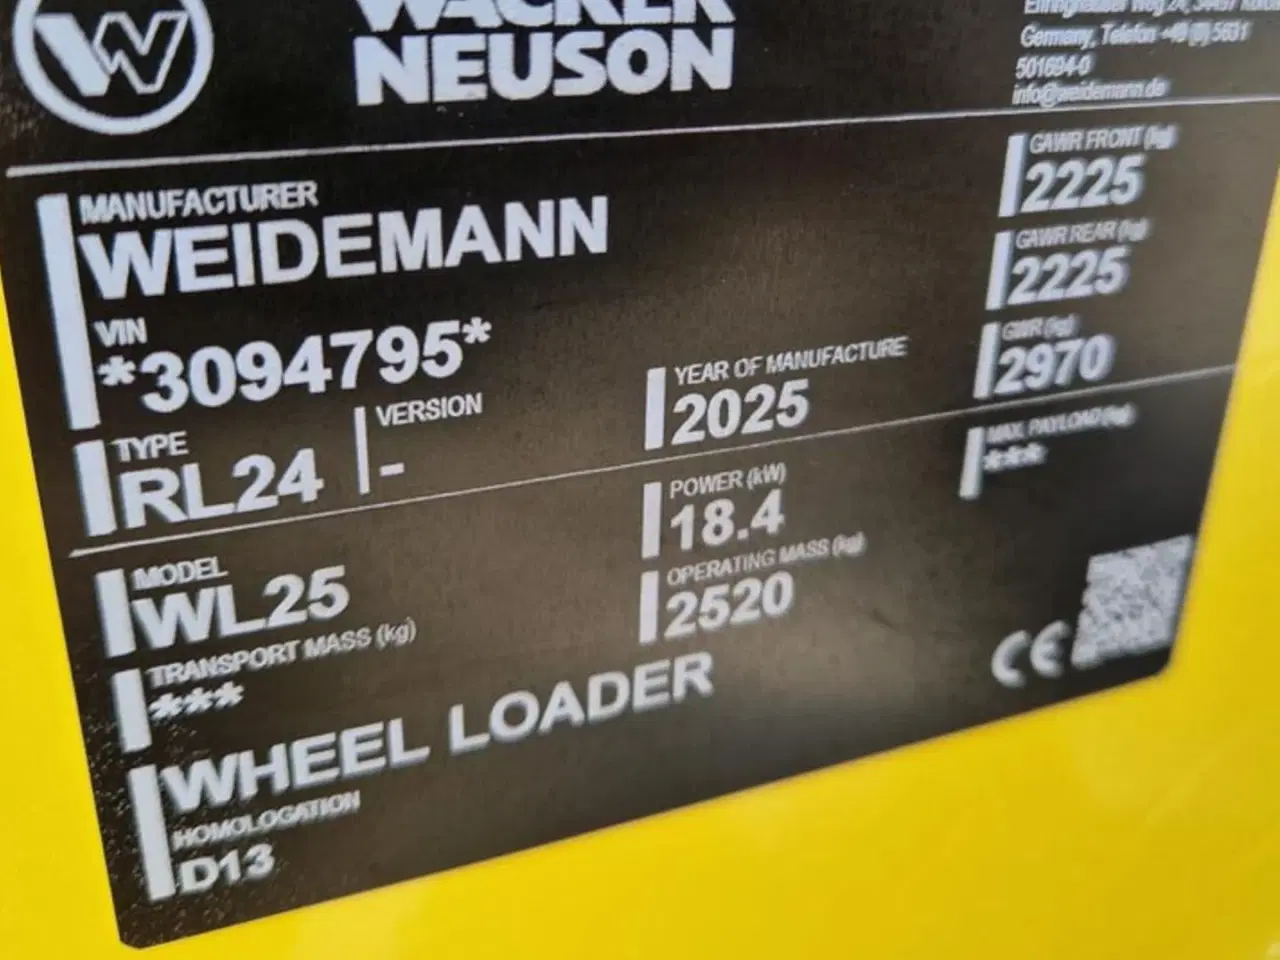 WACKER
NEUSON
Germany, Telefon +49 (0) 5631
501694-0
info@weidemann.de
MANUFACTURER
WEIDEMANN
VIN
*3094795*
TYPE
RL24
VERSION
-
YEAR OF MANUFACTURE
2025
GAWR FRONT (kg)
2225
GAWR REAR (kg)
2225
GWR (kg)
2970
MODEL
WL25
TRANSPORT MASS (kg)
***
POWER (kW)
18.4
OPERATING MASS (kg)
2520
MAX. PAYLOAD (kg)
***
WHEEL LOADER
HOMOLOGATION
D13
CE